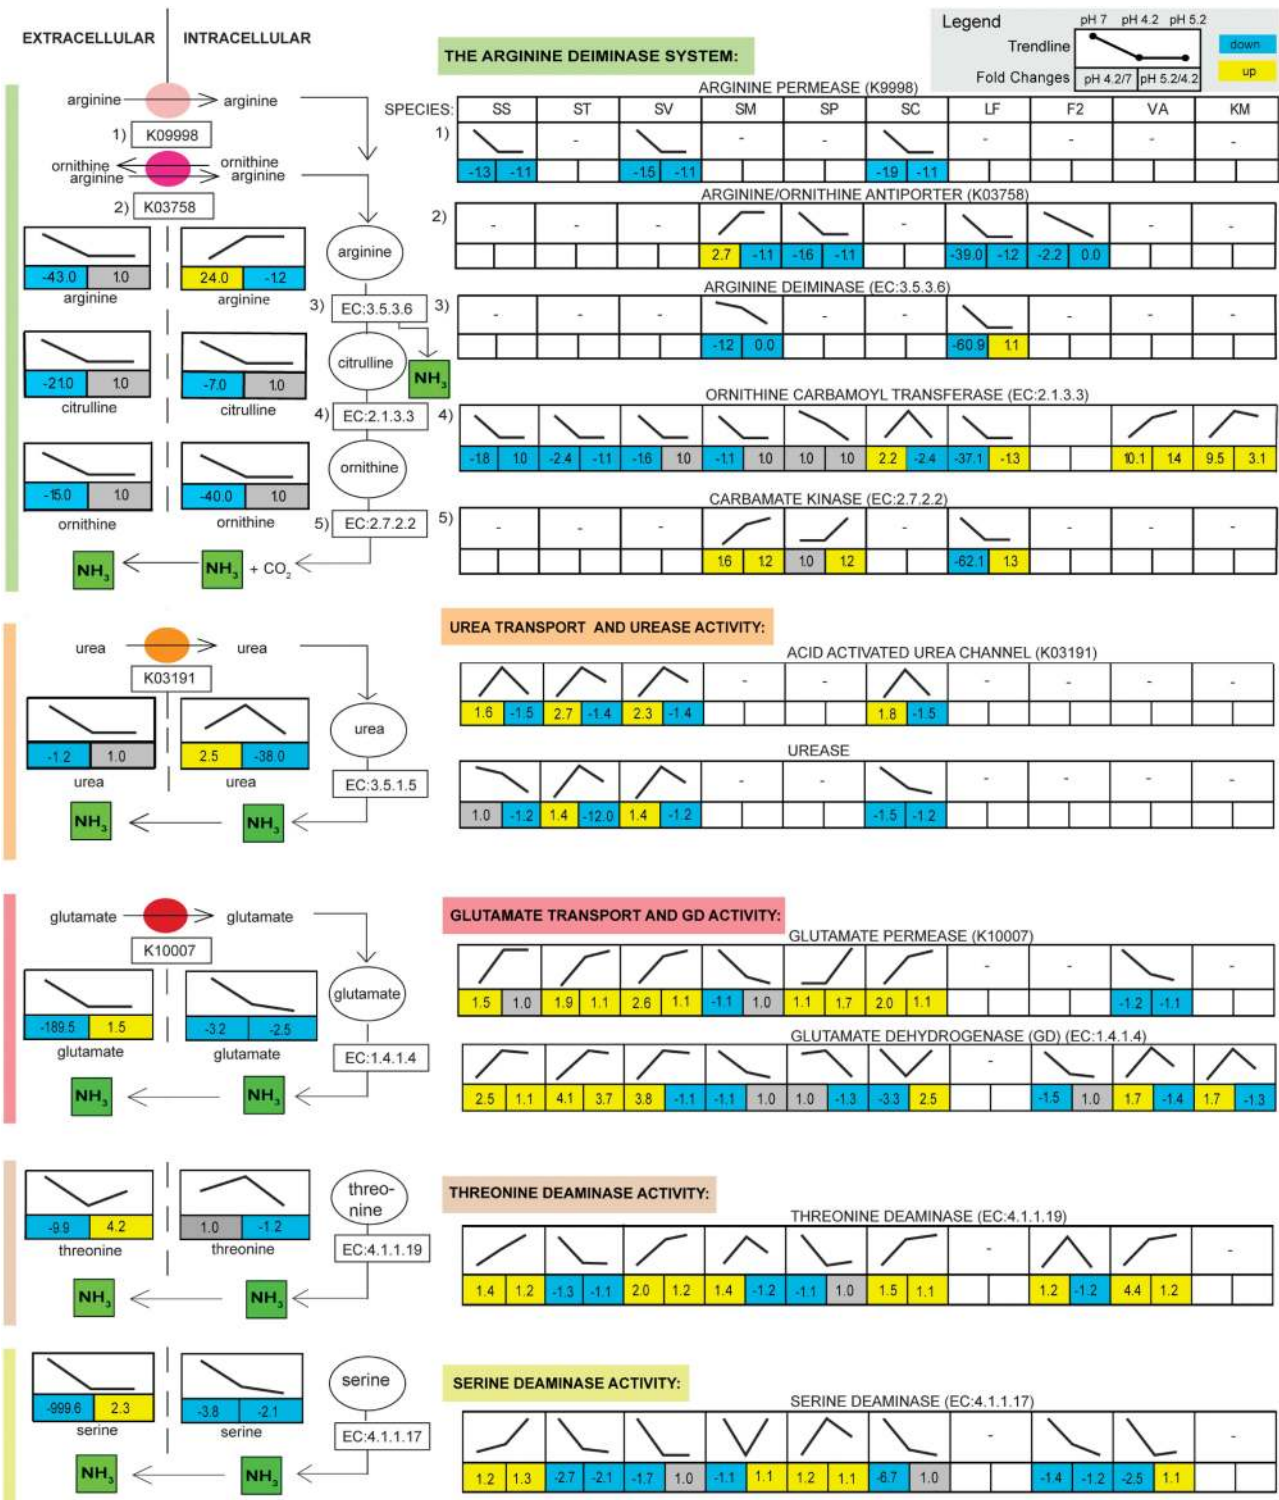 EXTRACELLULAR INTRACELLULAR
arginine arginine
1) K09998
ornithine ornithine
arginine arginine
2) K03758
-43.0 1.0 24.0 -1.2
arginine arginine
arginine
3) EC:3.5.3.6
-21.0 1.0 -7.0 1.0
citrulline citrulline
citrulline
NH3
4) EC:2.1.3.3
-15.0 1.0 -40.0 1.0
ornithine ornithine
ornithine
5) EC:2.7.2.2
NH3 NH3 + CO2
Legend pH 7 pH 4.2 pH 5.2
Trendline down
Fold Changes pH 4.2/7 pH 5.2/4.2 up
THE ARGININE DEIMINASE SYSTEM:
ARGININE PERMEASE (K9998)
SPECIES: SS ST SV SM SP SC LF F2 VA KM
1) - - - - - - -
-1.3 -1.1 -1.5 -1.1 -1.9 -1.1
ARGININE/ORNITHINE ANTIPORTER (K03758)
2) - - - - - -
2.7 -1.1 -1.6 -1.1 -39.0 -1.2 -2.2 0.0
ARGININE DEIMINASE (EC:3.5.3.6)
3) - - - - - - - -
-1.2 0.0 -60.9 1.1
ORNITHINE CARBAMOYL TRANSFERASE (EC:2.1.3.3)
4)
-1.8 1.0 -2.4 -1.1 -1.6 1.0 -1.1 1.0 1.0 1.0 2.2 -2.4 -37.1 -1.3 10.1 1.4 9.5 3.1
CARBAMATE KINASE (EC:2.7.2.2)
5) - - - - - - -
1.6 1.2 1.0 1.2 -62.1 1.3
urea urea
K03191
-1.2 1.0 2.5 -38.0
urea urea
urea
EC:3.5.1.5
NH3 NH3
UREA TRANSPORT AND UREASE ACTIVITY:
ACID ACTIVATED UREA CHANNEL (K03191)
- - - - - -
1.6 -1.5 2.7 -1.4 2.3 -1.4 1.8 -1.5
UREASE
- - - - - -
1.0 -1.2 1.4 -12.0 1.4 -1.2 -1.5 -1.2
glutamate glutamate
K10007
-189.5 1.5 -3.2 -2.5
glutamate glutamate
glutamate
EC:1.4.1.4
NH3 NH3
GLUTAMATE TRANSPORT AND GD ACTIVITY:
GLUTAMATE PERMEASE (K10007)
- - -
1.5 1.0 1.9 1.1 2.6 1.1 -1.1 1.0 1.1 1.7 2.0 1.1 -1.2 -1.1
GLUTAMATE DEHYDROGENASE (GD) (EC:1.4.1.4)
-
2.5 1.1 4.1 3.7 3.8 -1.1 -1.1 1.0 1.0 -1.3 -3.3 2.5 -1.5 1.0 1.7 -1.4 1.7 -1.3
-9.9 4.2 1.0 -1.2
threonine threonine
threo-
nine
EC:4.1.1.19
NH3 NH3
THREONINE DEAMINASE ACTIVITY:
THREONINE DEAMINASE (EC:4.1.1.19)
- -
1.4 1.2 -1.3 -1.1 2.0 1.2 1.4 -1.2 -1.1 1.0 1.5 1.1 1.2 -1.2 4.4 1.2
-999.6 2.3 -3.8 -2.1
serine serine
serine
EC:4.1.1.17
NH3 NH3
SERINE DEAMINASE ACTIVITY:
SERINE DEAMINASE (EC:4.1.1.17)
- -
1.2 1.3 -2.7 -2.1 -1.7 1.0 -1.1 1.1 1.2 1.1 -6.7 1.0 -1.4 -1.2 -2.5 1.1